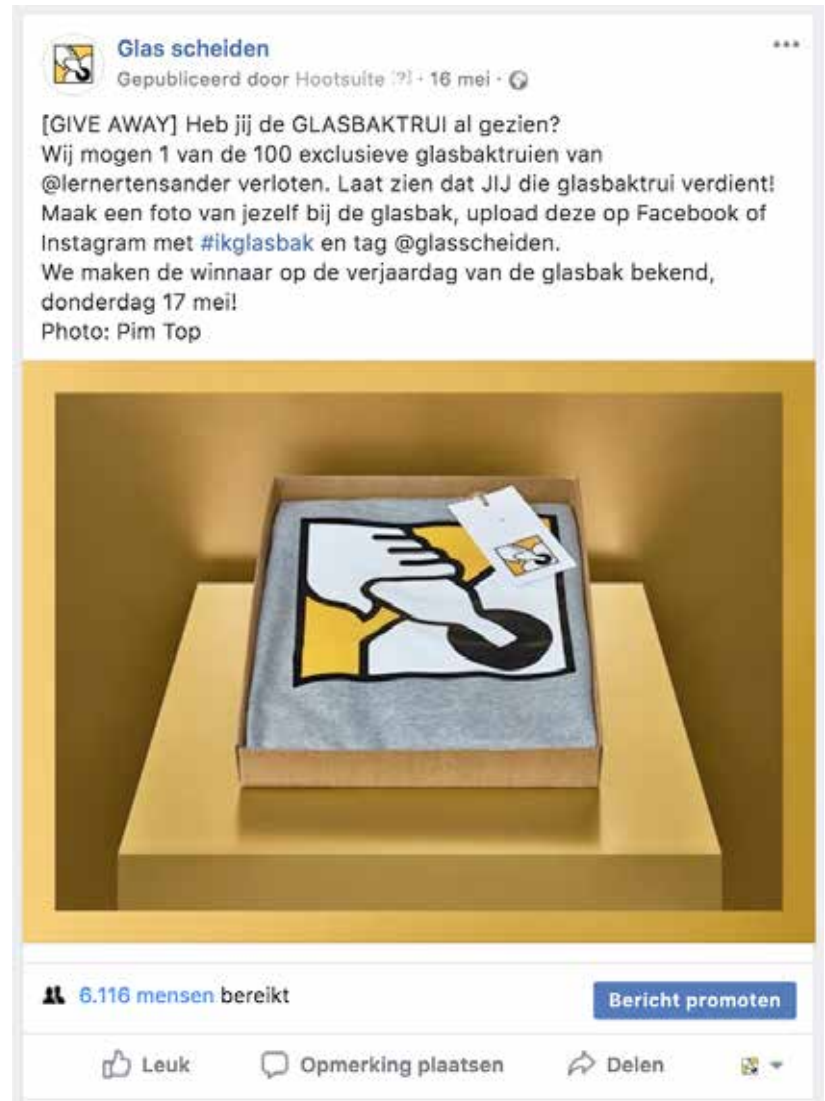 Glas scheiden
Gepubliceerd door Hootsuite [?] · 16 mei ·
[GIVE AWAY] Heb jij de GLASBAKTRUI al gezien?
Wij mogen 1 van de 100 exclusieve glasbaktruien van
@lernertensander verloten. Laat zien dat JIJ die glasbaktrui verdient!
Maak een foto van jezelf bij de glasbak, upload deze op Facebook of
Instagram met #ikglasbak en tag @glasscheiden.
We maken de winnaar op de verjaardag van de glasbak bekend,
donderdag 17 mei!
Photo: Pim Top
6.116 mensen bereikt
Bericht promoten
Leuk
Opmerking plaatsen
Delen